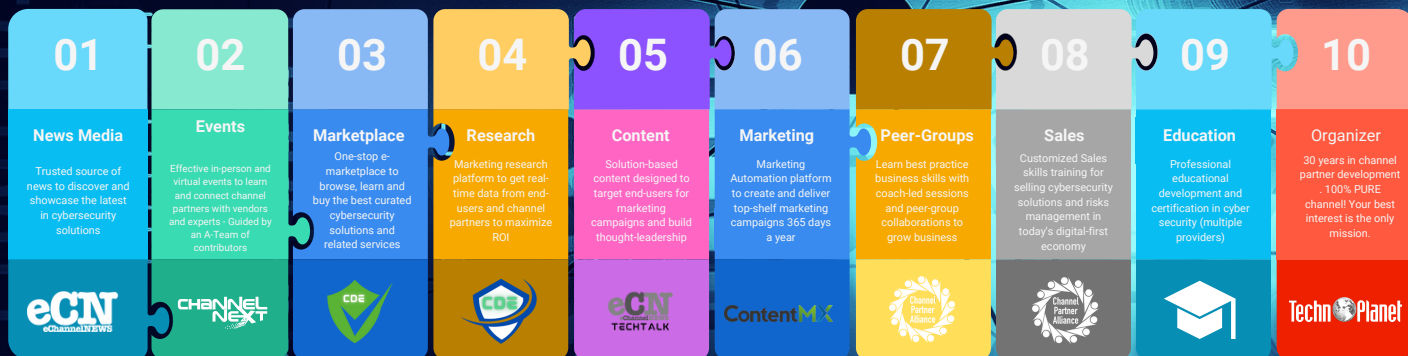 01
News Media
Trusted source of
news to discover and
showcase the latest
in cybersecurity
solutions
eCN
eChannelNEWS
02
Events
Effective in-person and
virtual events to learn
and connect channel
partners with vendors
and experts - Guided by
an A-Team of
contributors
CHANNEL
NEXT
03
Marketplace
One-stop e-
marketplace to
browse, learn and
buy the best curated
cybersecurity
solutions and
related services
CDE
04
Research
Marketing research
platform to get real-
time data from end-
users and channel
partners to maximize
ROI
CDE
05
Content
Solution-based
content designed to
target end-users for
marketing
campaigns and build
thought-leadership
eCN
eChannelNEWS
TECHTALK
06
Marketing
Marketing
Automation platform
to create and deliver
top-shelf marketing
campaigns 365 days
a year
ContentMX
07
Peer-Groups
Learn best practice
business skills with
coach-led sessions
and peer-group
collaborations to
grow business
Channel
Partner
Alliance
08
Sales
Customized Sales
skills training for
selling cybersecurity
solutions and risks
management in
today's digital-first
economy
Channel
Partner
Alliance
09
Education
Professional
educational
development and
certification in cyber
security (multiple
providers)
10
Organizer
30 years in channel
partner development
. 100% PURE
channel! Your best
interest is the only
mission.
TechnoPlanet